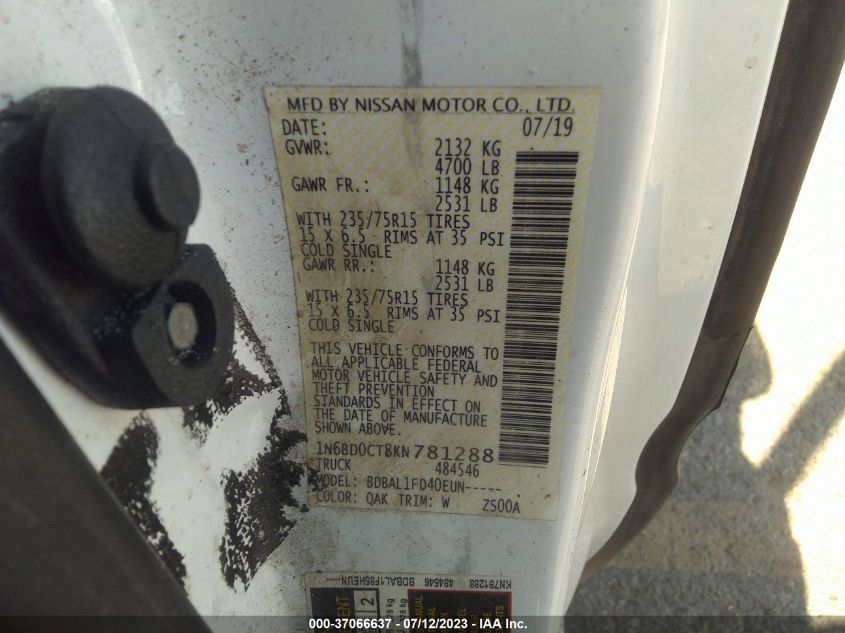 MFD BY NISSAN MOTOR CO., LTD.
DATE: 07/19
GVWR: 2132 KG
4700 LB
GAWR FR.: 1148 KG
2531 LB
WITH 235/75R15 TIRES
15 X 6.5 RIMS AT 35 PSI
COLD SINGLE
GAWR RR.: 1148 KG
2531 LB
WITH 235/75R15 TIRES
15 X 6.5 RIMS AT 35 PSI
COLD SINGLE
THIS VEHICLE CONFORMS TO
ALL APPLICABLE FEDERAL
MOTOR VEHICLE SAFETY AND
THEFT PREVENTION
STANDARDS IN EFFECT ON
THE DATE OF MANUFACTURE
SHOWN ABOVE.
1N6BD0CT8KN781288
TRUCK 484546
MODEL: BDBAL1FD40EUN-----
COLOR: QAK TRIM: W ZS00A
KN781288 484546 BDBAL1F86HEUN-----
2
000-37066637 - 07/12/2023 - IAA Inc.